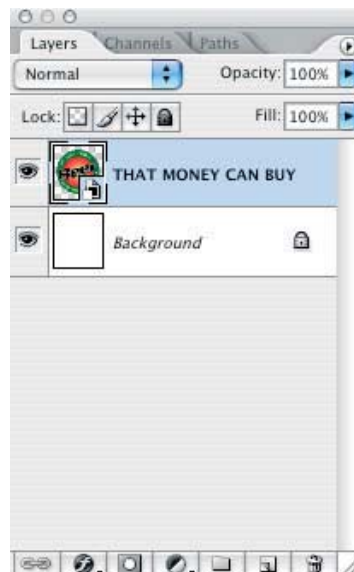 Layers Channels Paths
Normal Opacity: 100%
Lock: Fill: 100%
THAT MONEY CAN BUY
Background